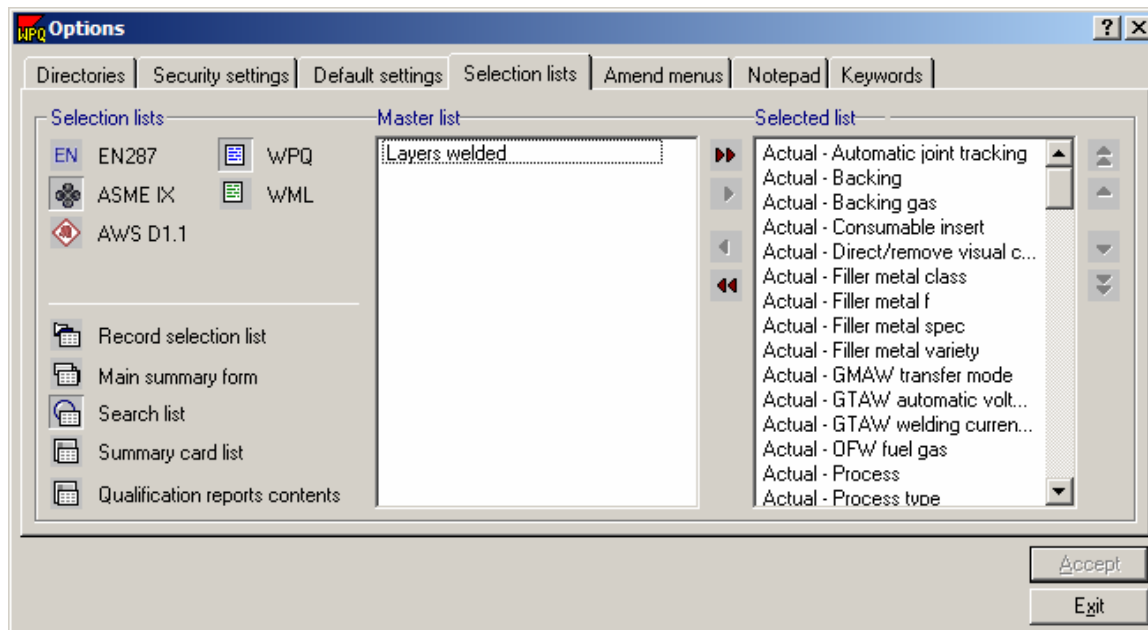 WPQ Options
Directories Security settings Default settings Selection lists Amend menus Notepad Keywords
Selection lists
EN EN287
WPQ
ASME IX
WML
AWS D1.1
Record selection list
Main summary form
Search list
Summary card list
Qualification reports contents
Master list
Layers welded
Selected list
Actual - Automatic joint tracking
Actual - Backing
Actual - Backing gas
Actual - Consumable insert
Actual - Direct/remove visual c...
Actual - Filler metal class
Actual - Filler metal f
Actual - Filler metal spec
Actual - Filler metal variety
Actual - GMAW transfer mode
Actual - GTAW automatic volt...
Actual - GTAW welding curren...
Actual - OFW fuel gas
Actual - Process
Actual - Process type
Accept
Exit